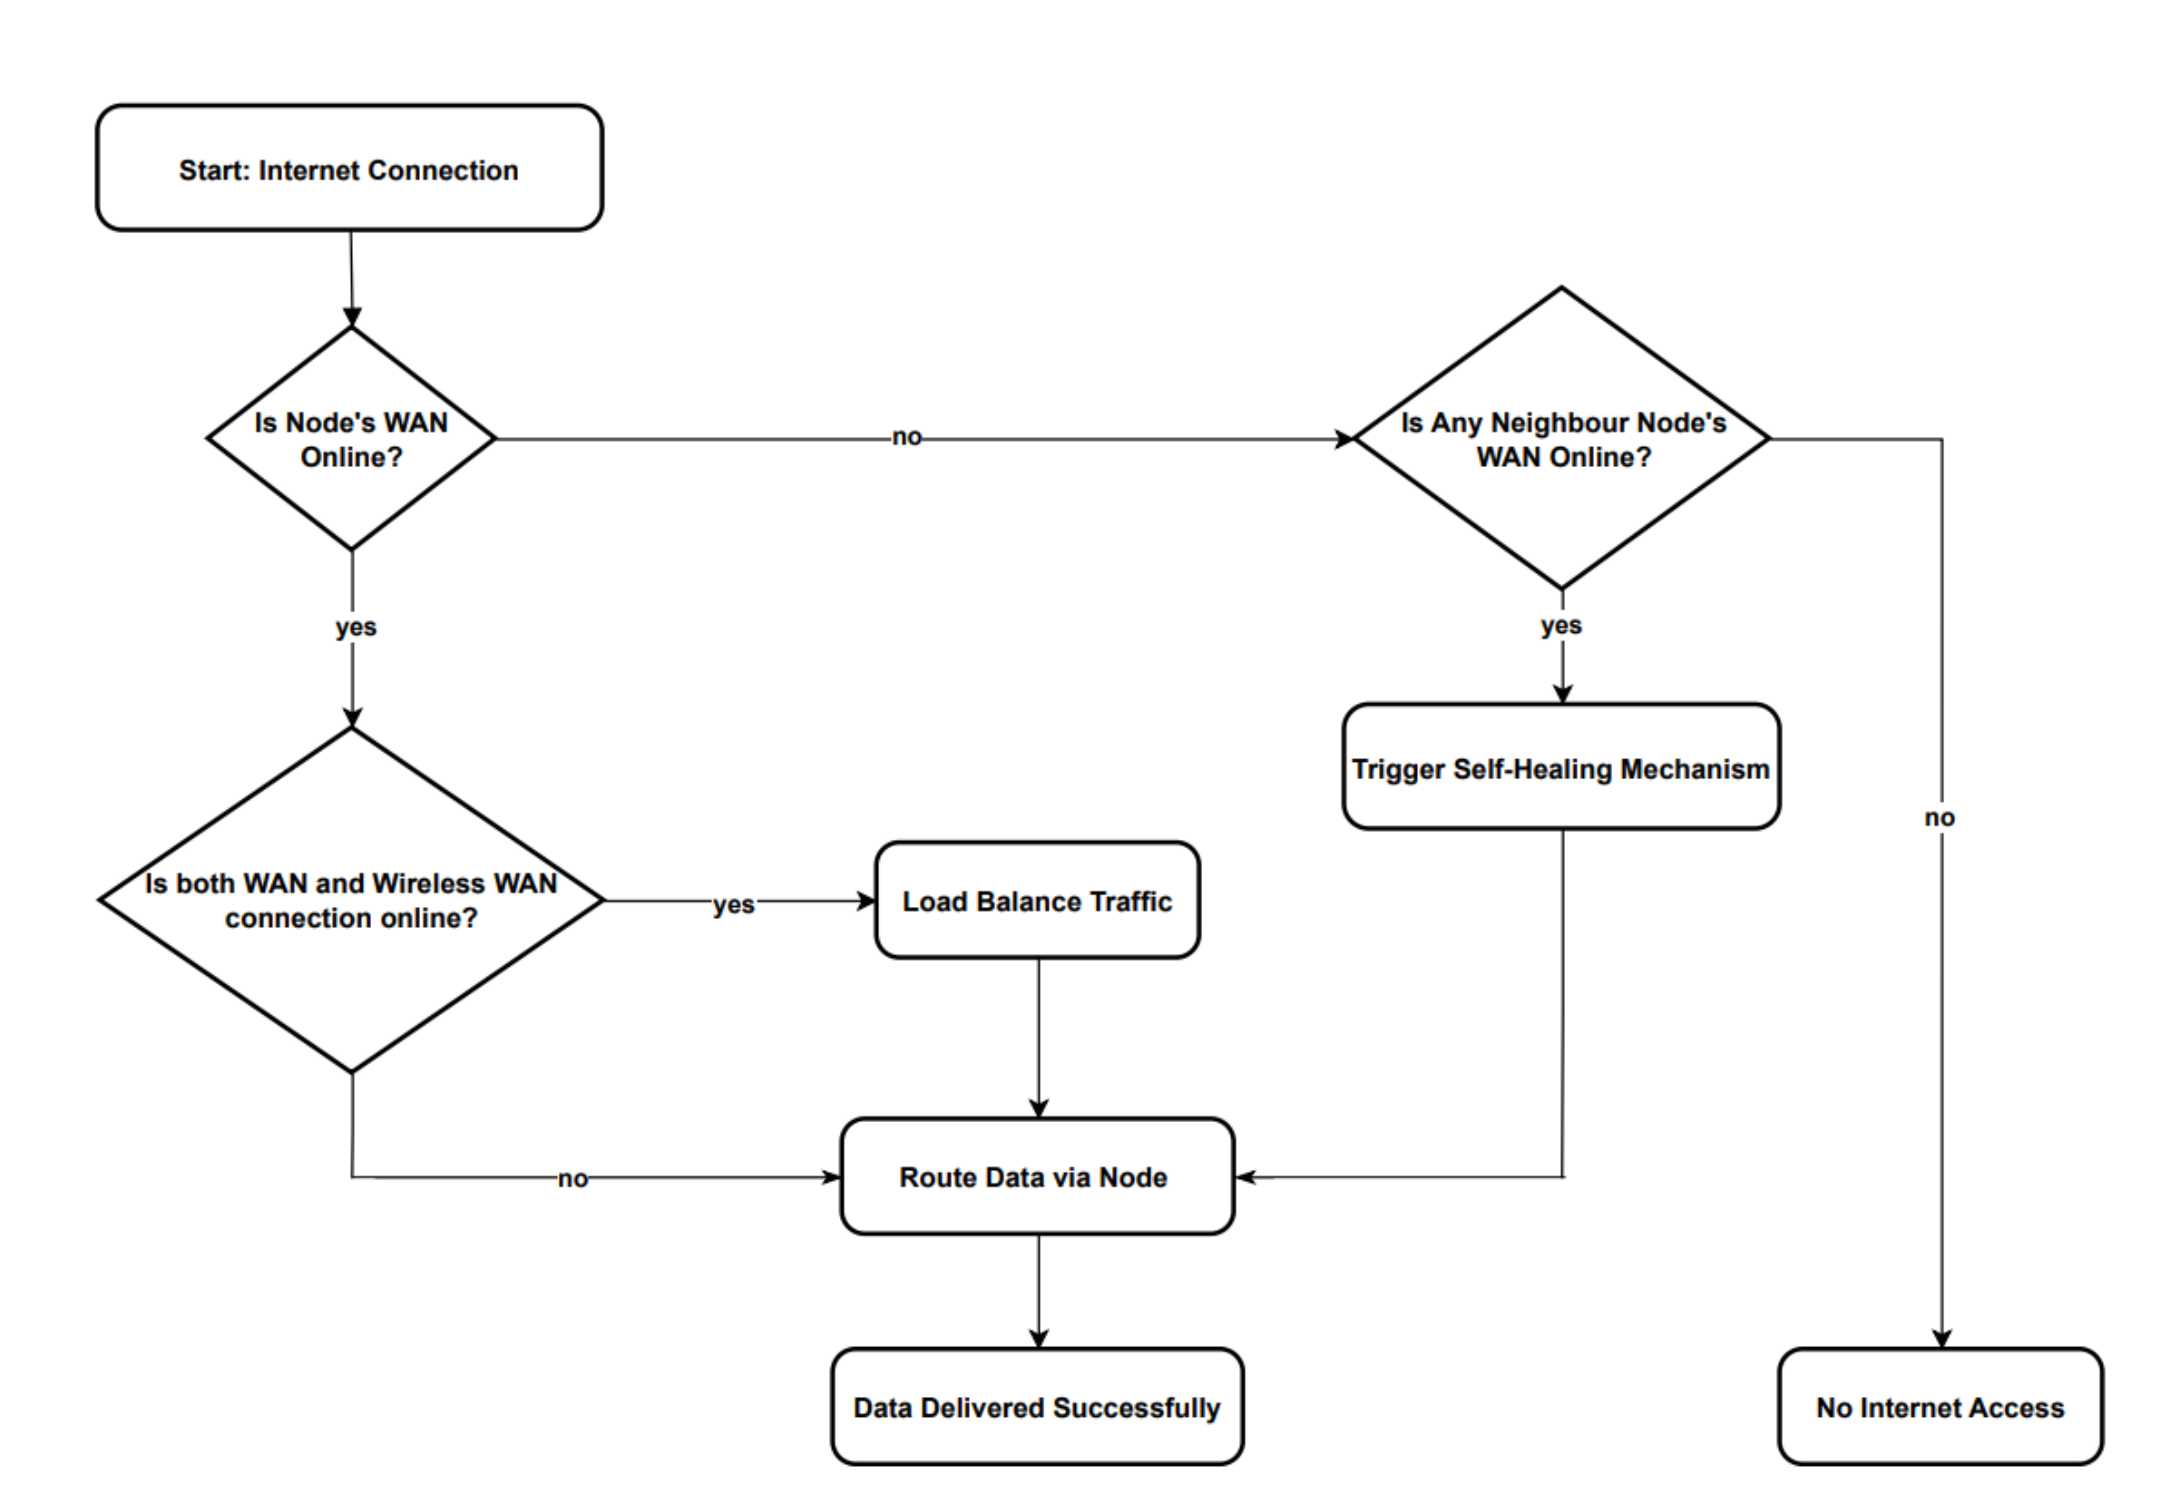 Start: Internet Connection
Is Node's WAN
Online?
no
Is Any Neighbour Node's
WAN Online?
yes
yes
Trigger Self-Healing Mechanism
no
Is both WAN and Wireless WAN
connection online?
yes
Load Balance Traffic
no
Route Data via Node
Data Delivered Successfully
No Internet Access